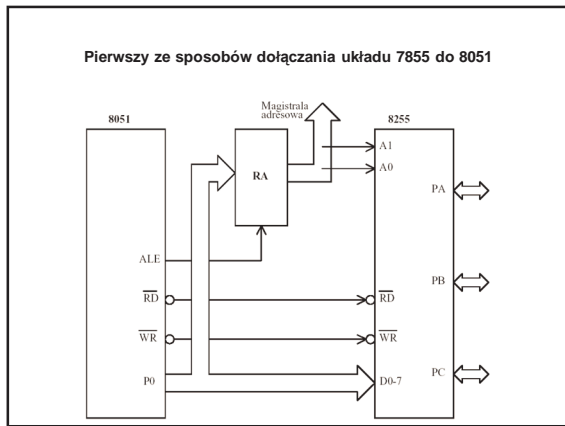 Pierwszy ze sposobów dołączania układu 7855 do 8051
Magistrala
adresowa
8051
8255
RA
A1
A0
PA
ALE
RD
RD
PB
WR
WR
P0
D0-7
PC